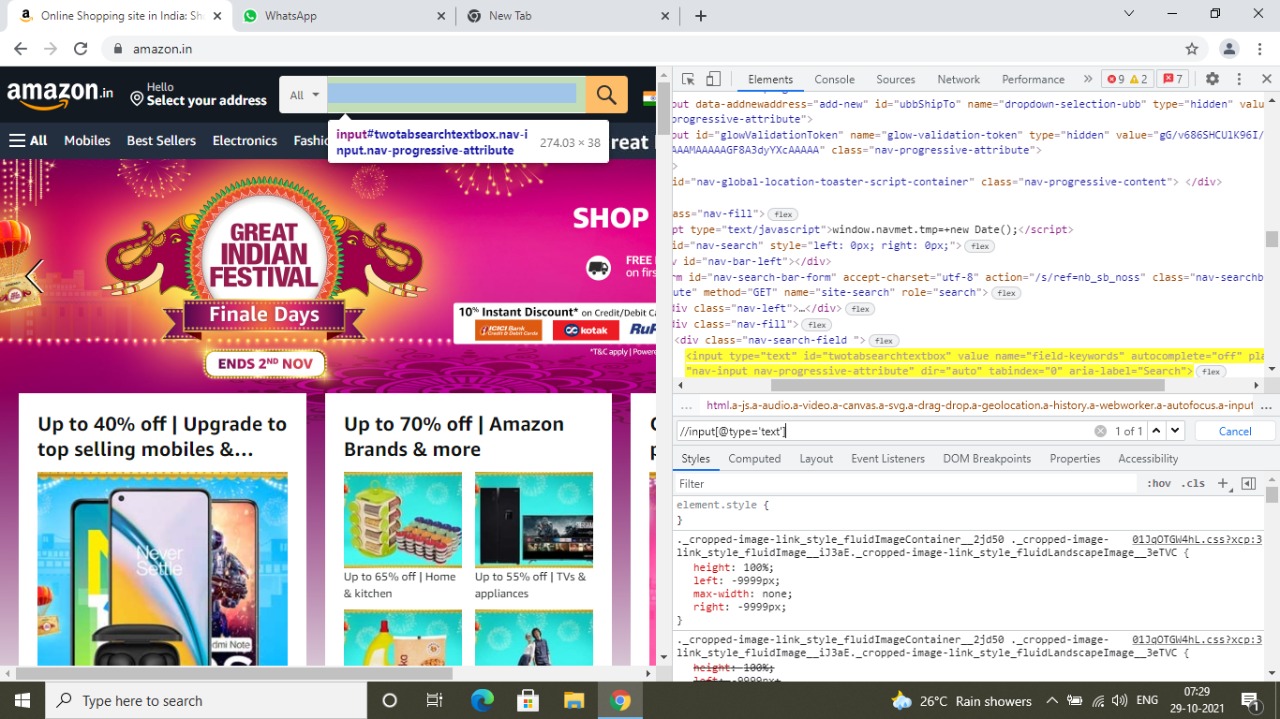 Online Shopping site in India: Sh
WhatsApp
New Tab
amazon.in
amazon.in
Hello
Select your address
All
input#twotabsearchtextbox.nav-i
nput.nav-progressive-attribute
274.03 × 38
All
Mobiles
Best Sellers
Electronics
Fashic
reat
GREAT
INDIAN
FESTIVAL
Finale Days
ENDS 2ND NOV
SHOP
FREE
on firs
10% Instant Discount* on Credit/Debit Ca
ICICI Bank
Credit & Debit Cards
kotak
RuP
*T&C apply | Powere
Up to 40% off | Upgrade to
top selling mobiles &...
Never
Settle
dmi Note
Up to 70% off | Amazon
Brands & more
Up to 65% off | Home
& kitchen
Up to 55% off | TVs &
appliances
Elements
Console
Sources
Network
Performance
»
9
2
7
put data-addnewaddress="add-new" id="ubbShipTo" name="dropdown-selection-ubb" type="hidden" valu
progressive-attribute">
put id="glowValidationToken" name="glow-validation-token" type="hidden" value="gG/v686SHCUlK96I/
AAAMAAAAAGF8A3dyYXcAAAAA" class="nav-progressive-attribute">
>
id="nav-global-location-toaster-script-container" class="nav-progressive-content"> </div>
ass="nav-fill"> flex
pt type="text/javascript">window.navmet.tmp=+new Date();</script>
id="nav-search" style="left: 0px; right: 0px;"> flex
v id="nav-bar-left"></div>
rm id="nav-search-bar-form" accept-charset="utf-8" action="/s/ref=nb_sb_noss" class="nav-searchb
ute" method="GET" name="site-search" role="search"> flex
div class="nav-left">…</div> flex
div class="nav-fill"> flex
<div class="nav-search-field "> flex
<input type="text" id="twotabsearchtextbox" value name="field-keywords" autocomplete="off" pla
"nav-input nav-progressive-attribute" dir="auto" tabindex="0" aria-label="Search"> flex
...
html.a-js.a-audio.a-video.a-canvas.a-svg.a-drag-drop.a-geolocation.a-history.a-webworker.a-autofocus.a-input
...
//input[@type='text']
1 of 1
Cancel
Styles
Computed
Layout
Event Listeners
DOM Breakpoints
Properties
Accessibility
Filter
:hov
.cls
element.style {
}
._cropped-image-link_style_fluidImageContainer__2jd50 ._cropped-image-
01JqOTGW4hL.css?xcp:3
link_style_fluidImage__iJ3aE._cropped-image-link_style_fluidLandscapeImage__3eTVC {
height: 100%;
left: -9999px;
max-width: none;
right: -9999px;
}
._cropped-image-link_style_fluidImageContainer__2jd50 ._cropped-image-
01JqOTGW4hL.css?xcp:3
link_style_fluidImage__iJ3aE._cropped-image-link_style_fluidLandscapeImage__3eTVC {
height: 100%;
left: -9999px;
Type here to search
26°C Rain showers
ENG
07:29
29-10-2021
1